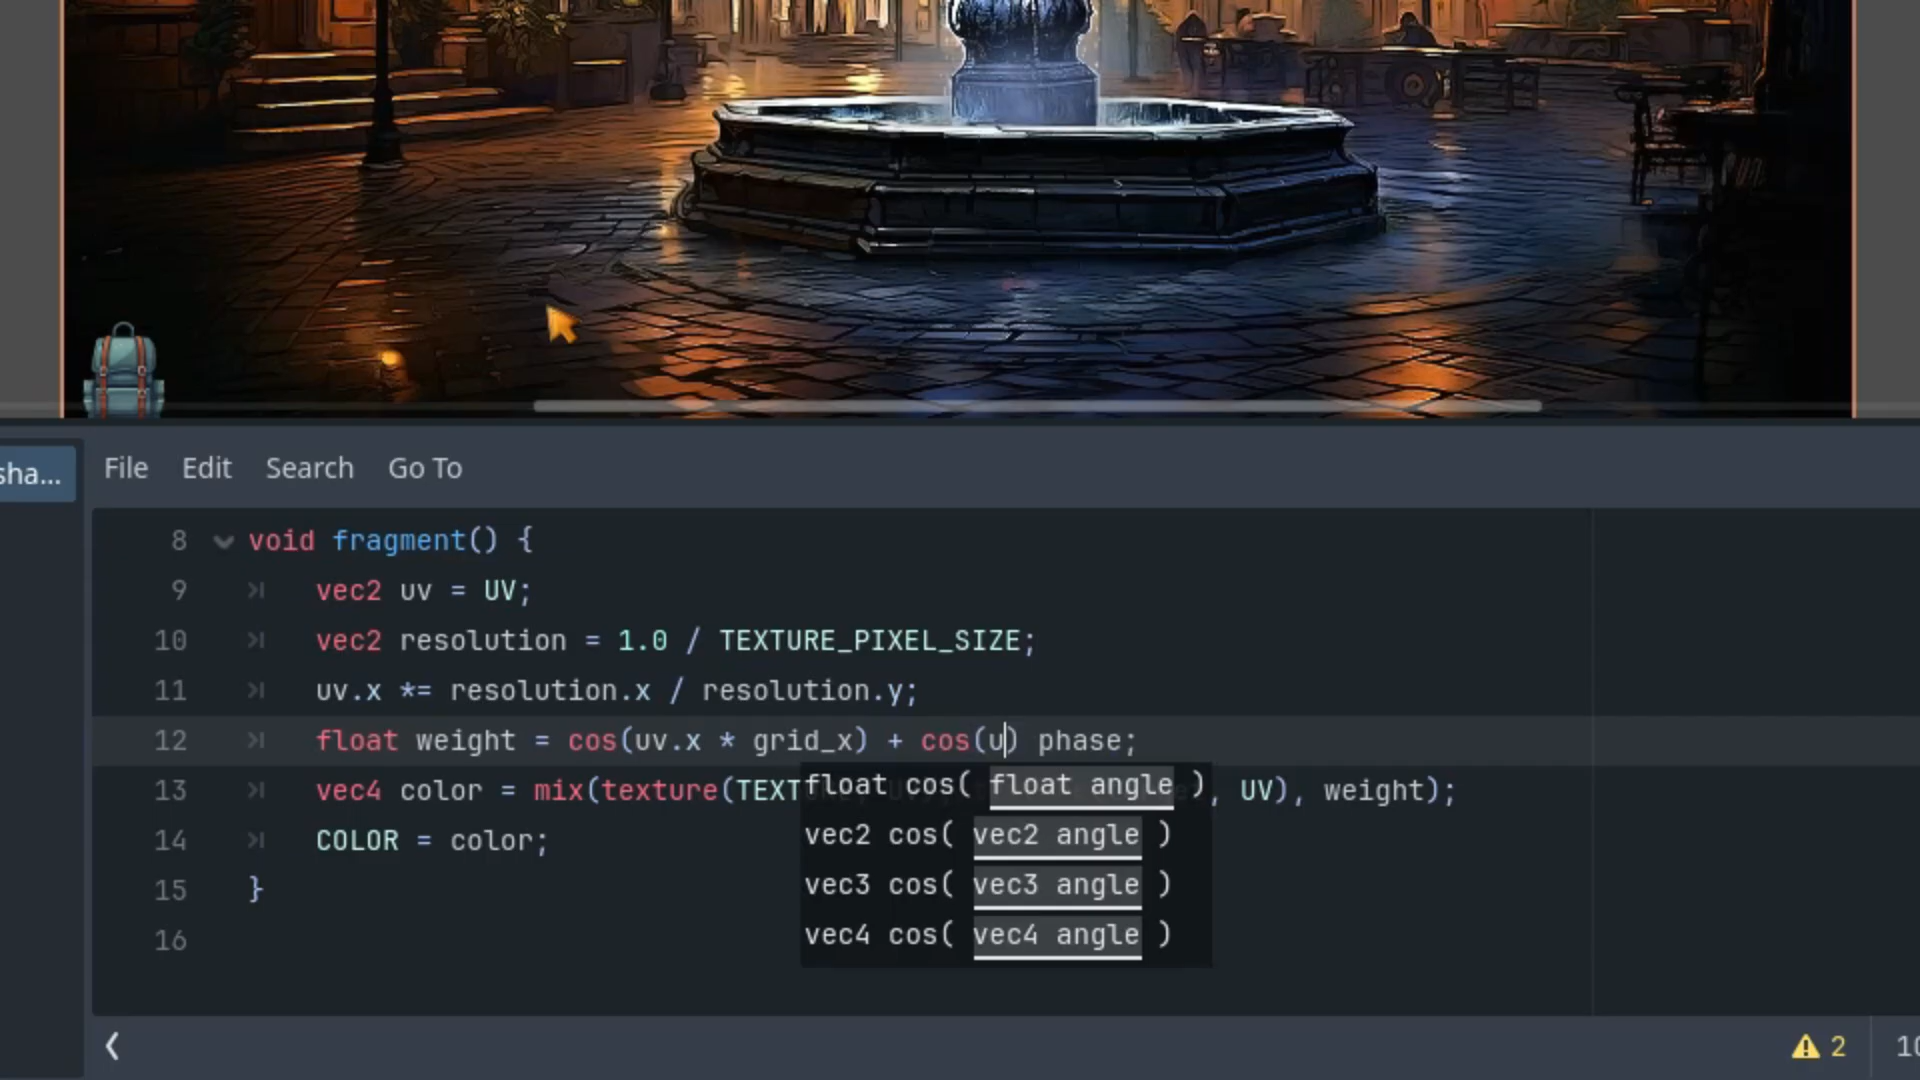 sha...
File Edit Search Go To
8 void fragment() {
9 vec2 uv = UV;
10 vec2 resolution = 1.0 / TEXTURE_PIXEL_SIZE;
11 uv.x *= resolution.x / resolution.y;
12 float weight = cos(uv.x * grid_x) + cos(u) phase;
13 vec4 color = mix(texture(TEXT , UV), weight);
float cos( float angle )
14 COLOR = color;
vec2 cos( vec2 angle )
15 }
vec3 cos( vec3 angle )
16
vec4 cos( vec4 angle )
2
10